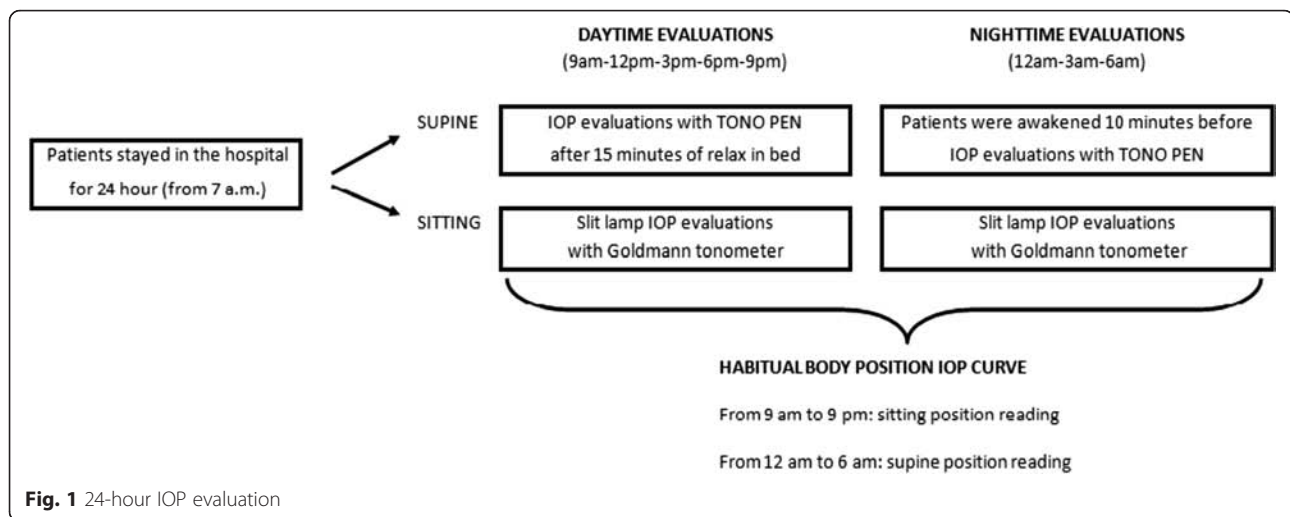 DAYTIME EVALUATIONS
(9am-12pm-3pm-6pm-9pm)
NIGHTTIME EVALUATIONS
(12am-3am-6am)
Patients stayed in the hospital
for 24 hour (from 7 a.m.)
SUPINE
IOP evaluations with TONO PEN
after 15 minutes of relax in bed
Patients were awakened 10 minutes before
IOP evaluations with TONO PEN
SITTING
Slit lamp IOP evaluations
with Goldmann tonometer
Slit lamp IOP evaluations
with Goldmann tonometer
HABITUAL BODY POSITION IOP CURVE
From 9 am to 9 pm: sitting position reading
From 12 am to 6 am: supine position reading
Fig. 1 24-hour IOP evaluation